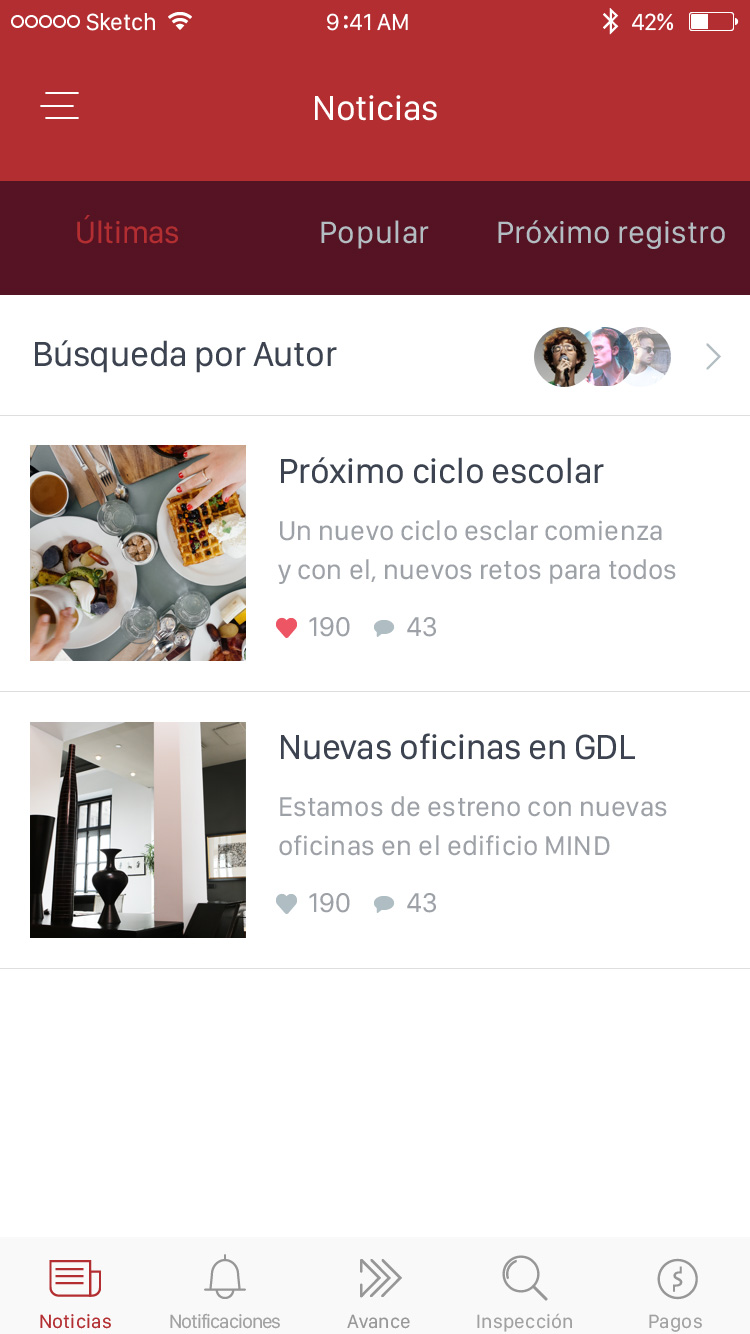 Sketch 9:41 AM 42%
Noticias
Últimas Popular Próximo registro
Búsqueda por Autor
Próximo ciclo escolar
Un nuevo ciclo esclar comienza
y con el, nuevos retos para todos
190 43
Nuevas oficinas en GDL
Estamos de estreno con nuevas
oficinas en el edificio MIND
190 43
Noticias Notificaciones Avance Inspección Pagos